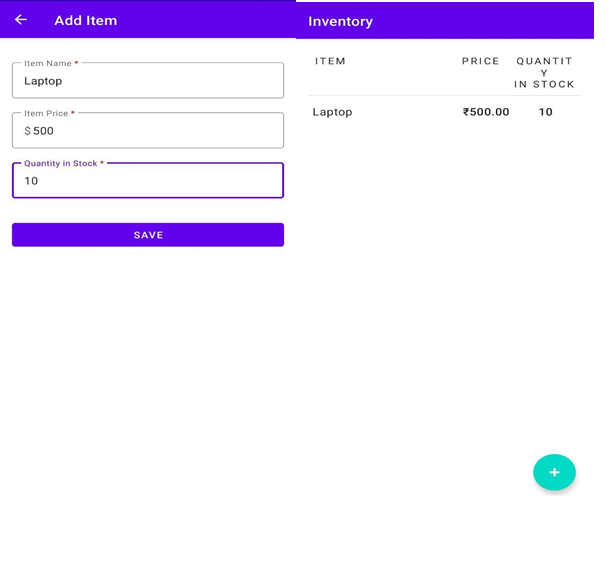 Add Item
Item Name *
Laptop
Item Price *
$ 500
Quantity in Stock *
10
SAVE
Inventory
ITEM PRICE QUANTIT
Y
IN STOCK
Laptop ₹500.00 10
+